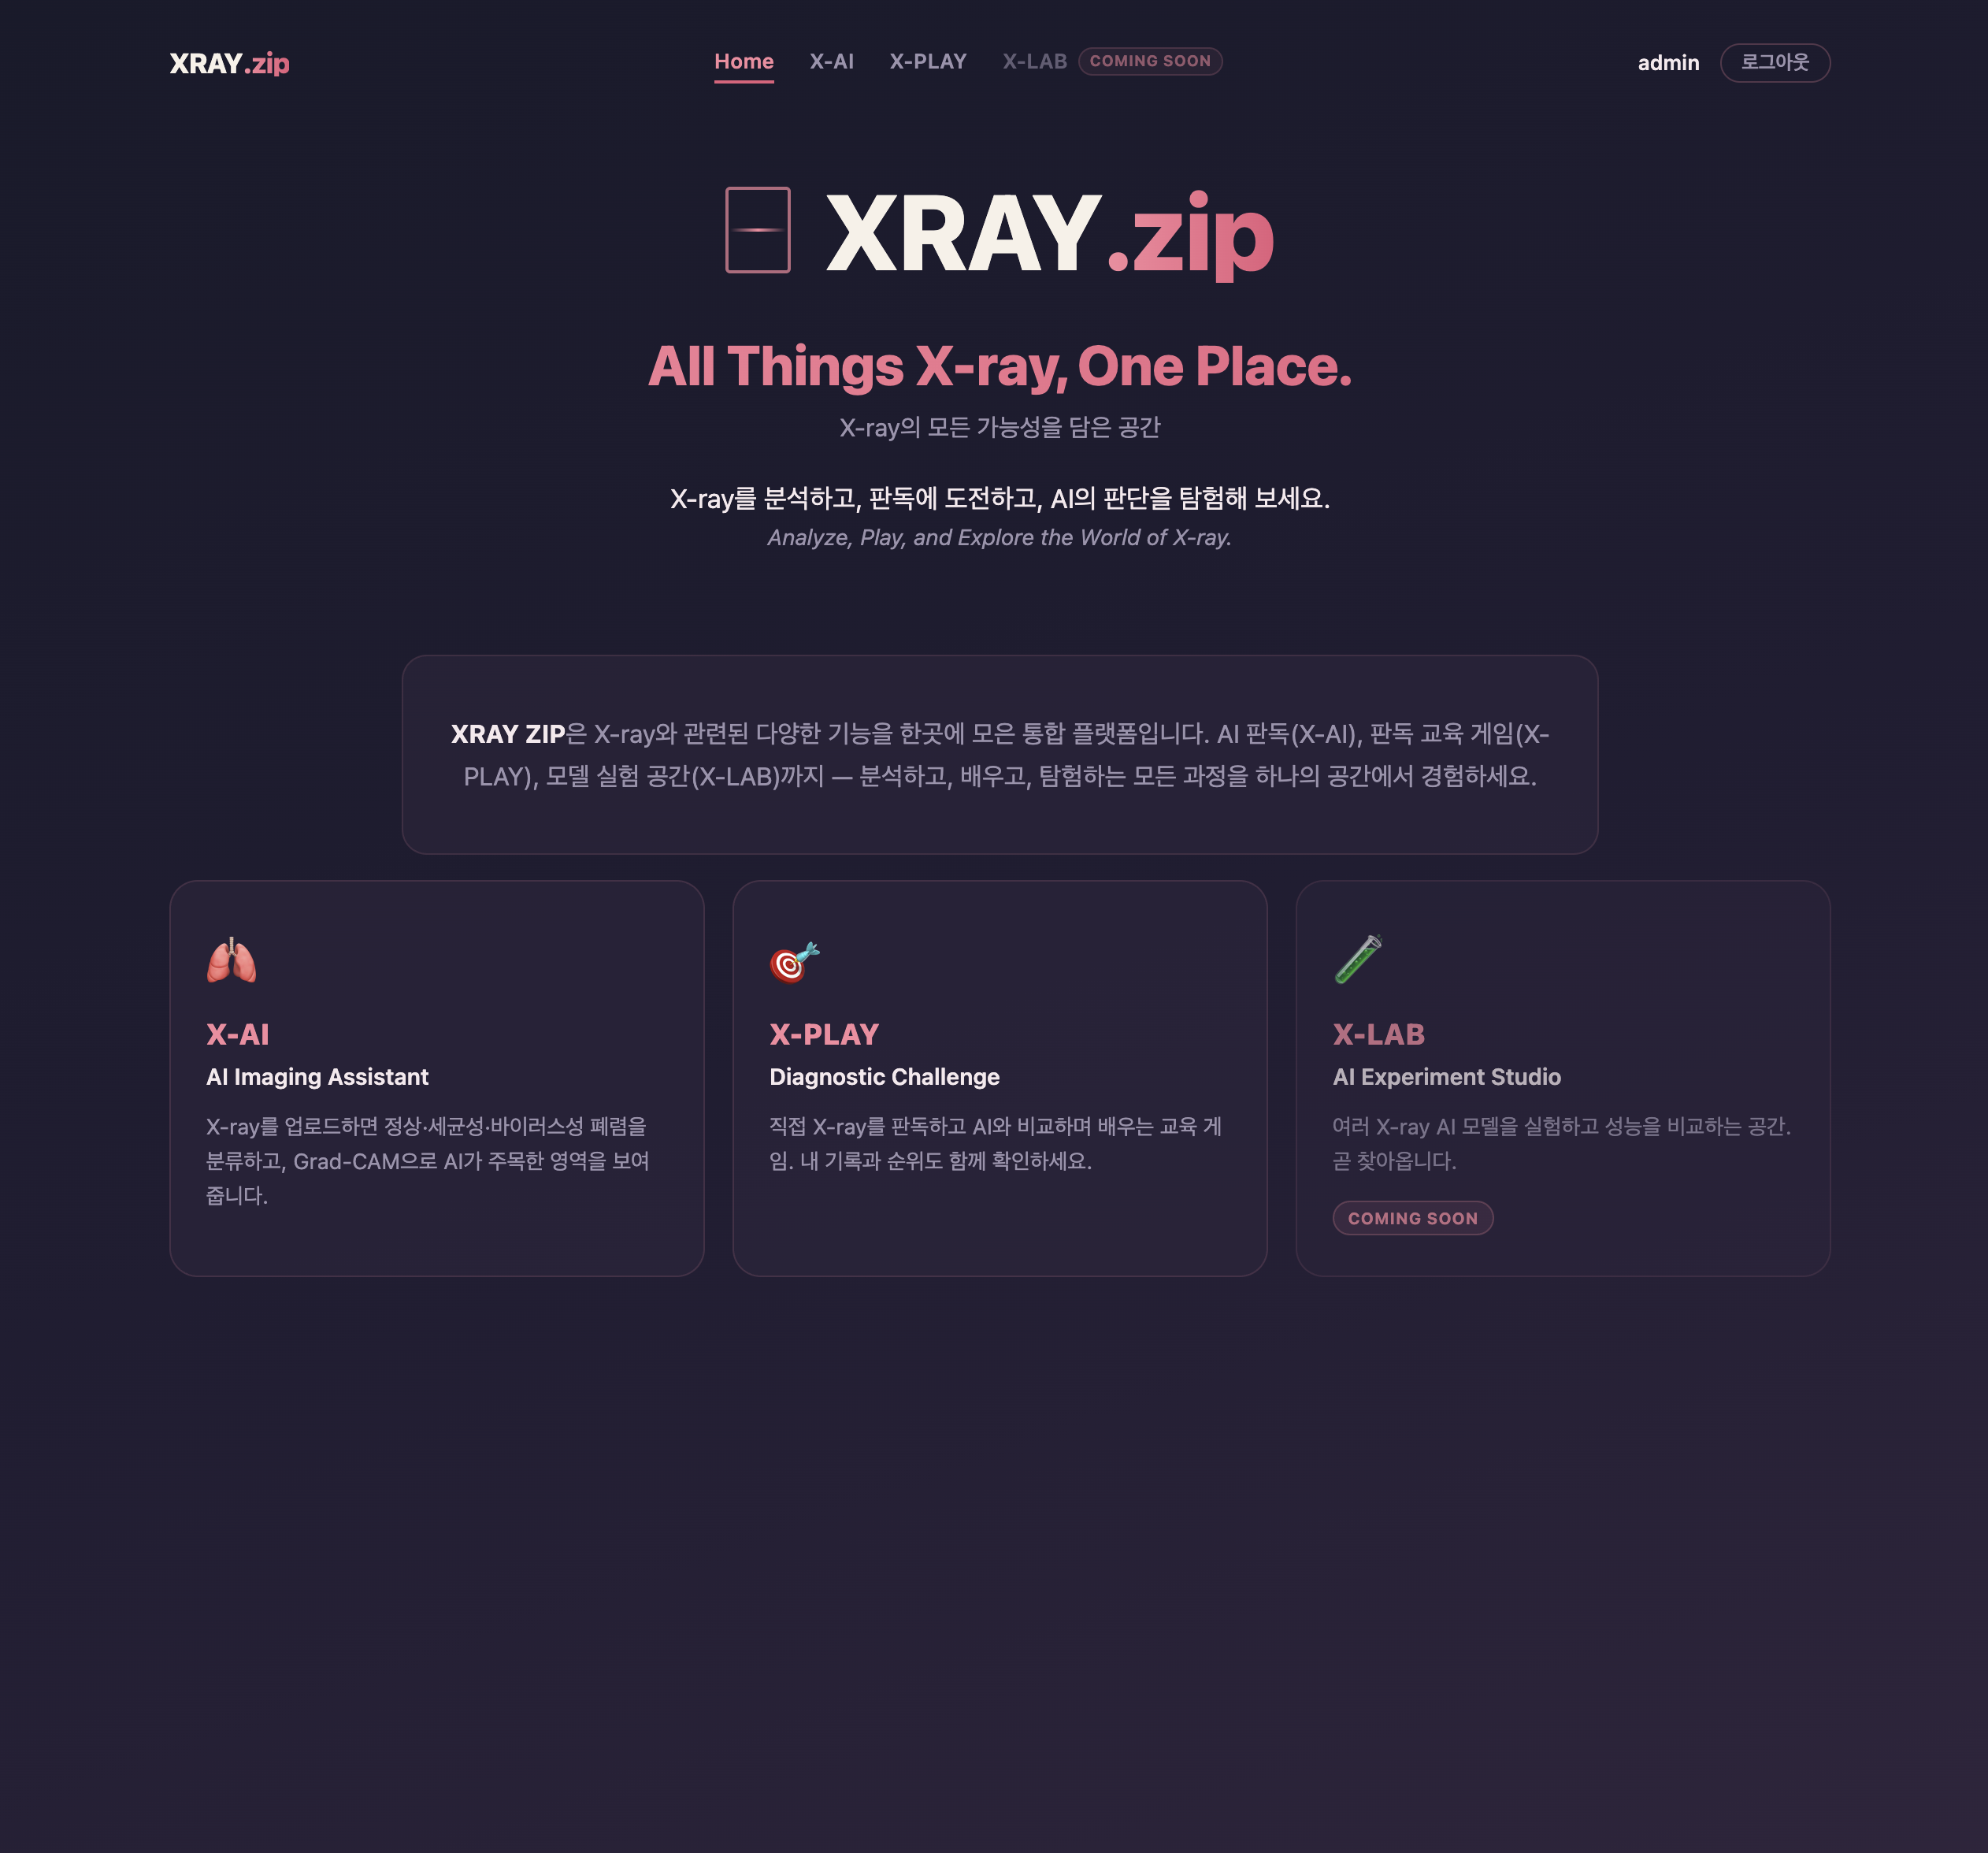 XRAY.zip
Home X-AI X-PLAY X-LAB COMING SOON
admin 로그아웃
XRAY.zip
All Things X-ray, One Place.
X-ray의 모든 가능성을 담은 공간
X-ray를 분석하고, 판독에 도전하고, AI의 판단을 탐험해 보세요.
Analyze, Play, and Explore the World of X-ray.
XRAY ZIP은 X-ray와 관련된 다양한 기능을 한곳에 모은 통합 플랫폼입니다. AI 판독(X-AI), 판독 교육 게임(X-
PLAY), 모델 실험 공간(X-LAB)까지 — 분석하고, 배우고, 탐험하는 모든 과정을 하나의 공간에서 경험하세요.
X-AI
AI Imaging Assistant
X-ray를 업로드하면 정상·세균성·바이러스성 폐렴을
분류하고, Grad-CAM으로 AI가 주목한 영역을 보여
줍니다.
X-PLAY
Diagnostic Challenge
직접 X-ray를 판독하고 AI와 비교하며 배우는 교육 게
임. 내 기록과 순위도 함께 확인하세요.
X-LAB
AI Experiment Studio
여러 X-ray AI 모델을 실험하고 성능을 비교하는 공간.
곧 찾아옵니다.
COMING SOON